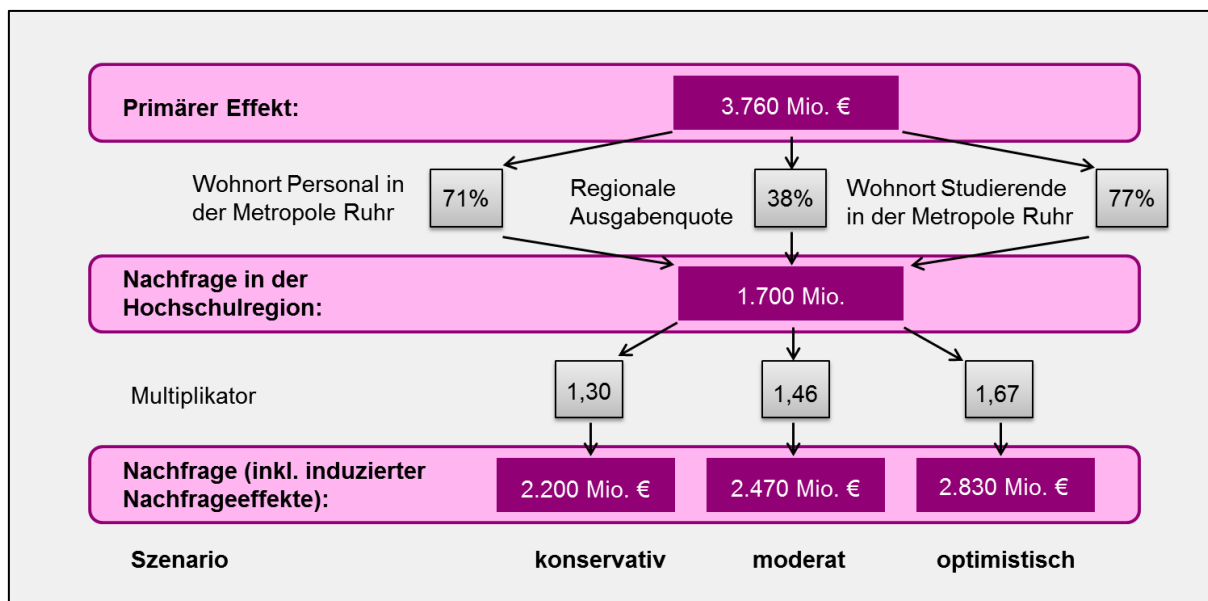 Primärer Effekt:
3.760 Mio. €
Wohnort Personal in
der Metropole Ruhr
71%
Regionale
Ausgabenquote
38%
Wohnort Studierende
in der Metropole Ruhr
77%
Nachfrage in der
Hochschulregion:
1.700 Mio.
Multiplikator
1,30
1,46
1,67
Nachfrage (inkl. induzierter
Nachfrageeffekte):
2.200 Mio. €
2.470 Mio. €
2.830 Mio. €
Szenario
konservativ
moderat
optimistisch